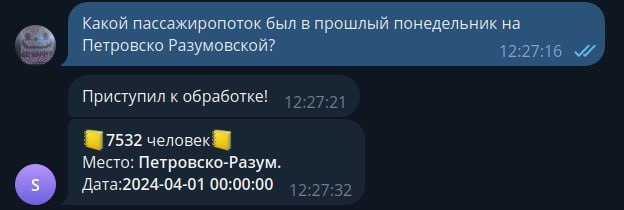 Какой пассажиропоток был в прошлый понедельник на
Петровско Разумовской?
12:27:16
Приступил к обработке!
12:27:21
7532 человек
Место: Петровско-Разум.
S
Дата:2024-04-01 00:00:00
12:27:32